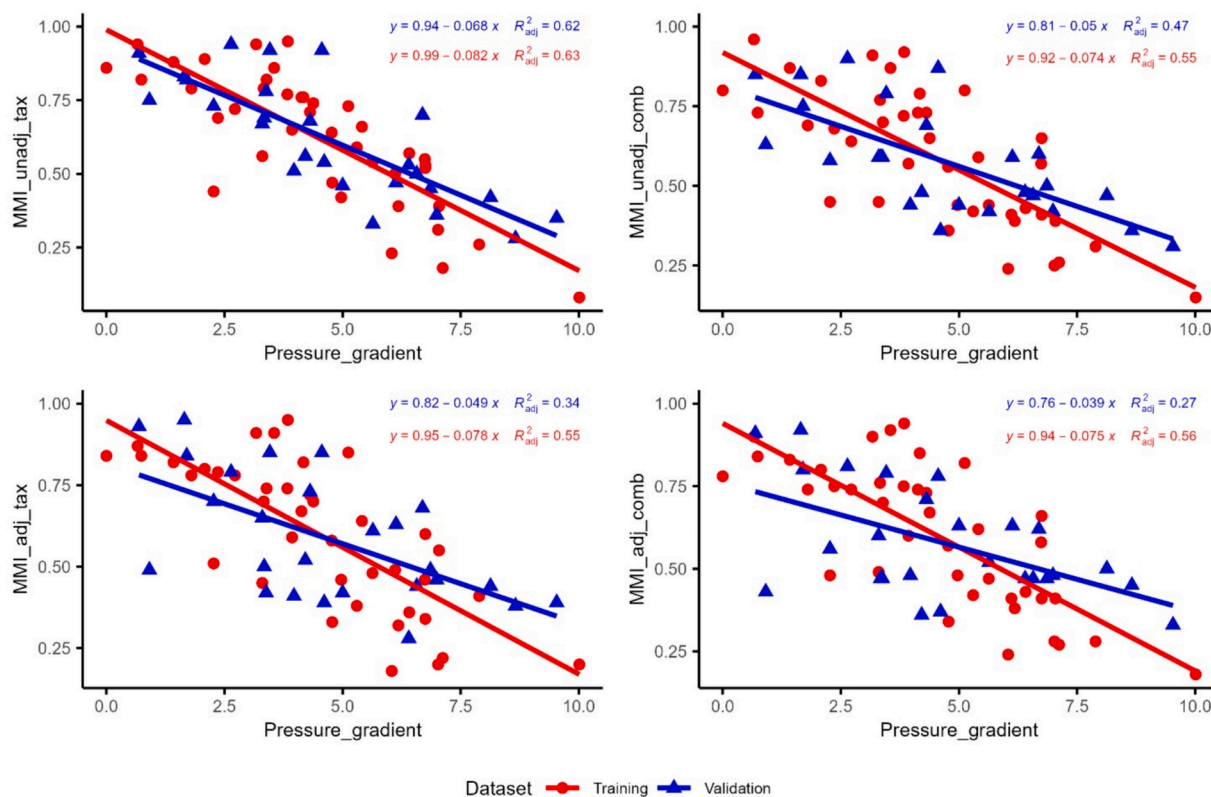 y = 0.94 − 0.068 x R²adj = 0.62
y = 0.99 − 0.082 x R²adj = 0.63
MMI_unadj_tax
1.00
0.75
0.50
0.25
0.0 2.5 5.0 7.5 10.0
Pressure_gradient
y = 0.81 − 0.05 x R²adj = 0.47
y = 0.92 − 0.074 x R²adj = 0.55
MMI_unadj_comb
1.00
0.75
0.50
0.25
0.0 2.5 5.0 7.5 10.0
Pressure_gradient
y = 0.82 − 0.049 x R²adj = 0.34
y = 0.95 − 0.078 x R²adj = 0.55
MMI_adj_tax
1.00
0.75
0.50
0.25
0.0 2.5 5.0 7.5 10.0
Pressure_gradient
y = 0.76 − 0.039 x R²adj = 0.27
y = 0.94 − 0.075 x R²adj = 0.56
MMI_adj_comb
1.00
0.75
0.50
0.25
0.0 2.5 5.0 7.5 10.0
Pressure_gradient
Dataset Training Validation